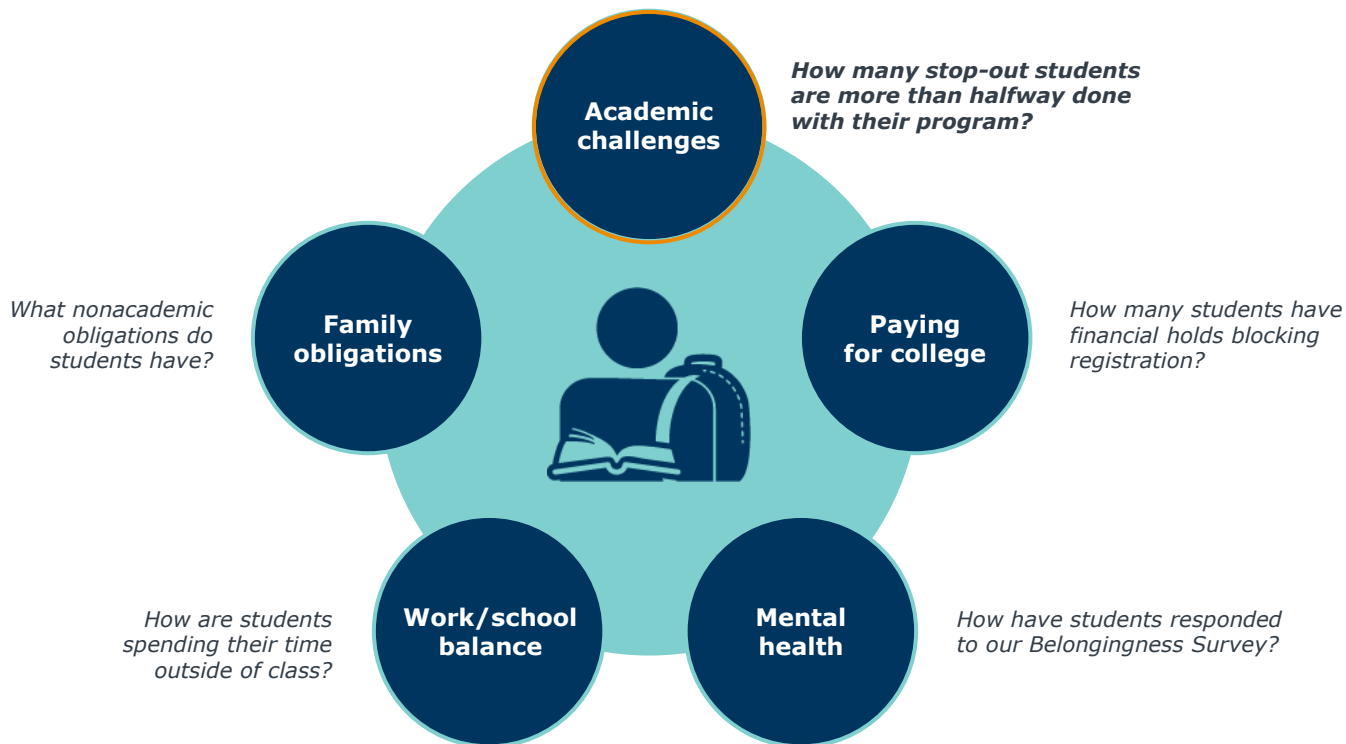 Academic
challenges
How many stop-out students
are more than halfway done
with their program?
What nonacademic
obligations do
students have?
Family
obligations
Paying
for college
How many students have
financial holds blocking
registration?
How are students
spending their time
outside of class?
Work/school
balance
Mental
health
How have students responded
to our Belongingness Survey?